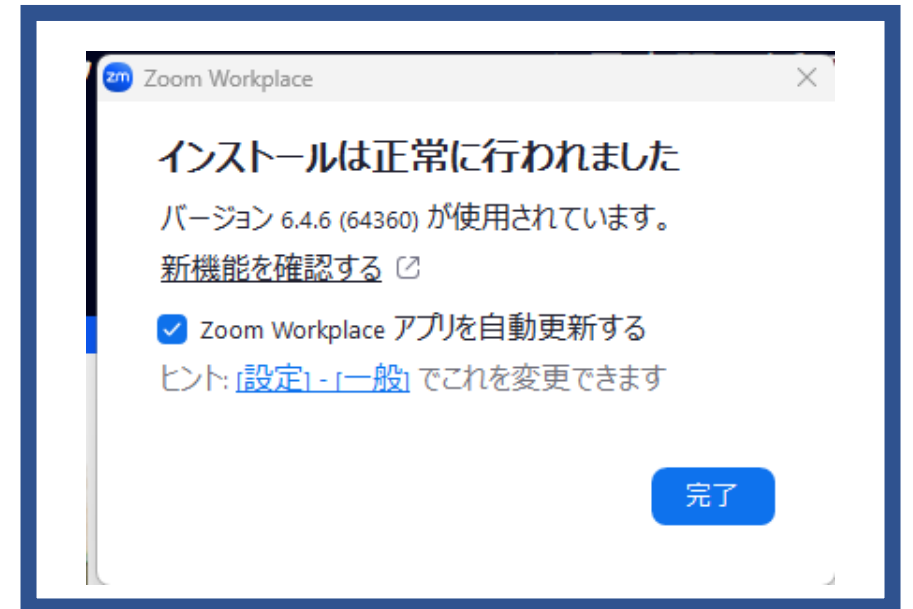 zm Zoom Workplace
インストールは正常に行われました
バージョン 6.4.6 (64360) が使用されています。
新機能を確認する
Zoom Workplace アプリを自動更新する
ヒント: [設定] - [一般] でこれを変更できます
完了